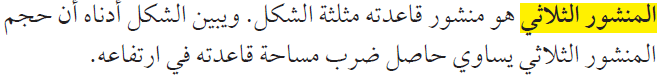 المنشور الثلاثي هو منشور قاعدته مثلثة الشكل. ويبين الشكل أدناه أن حجم
المنشور الثلاثي يساوي حاصل ضرب مساحة قاعدته في ارتفاعه.